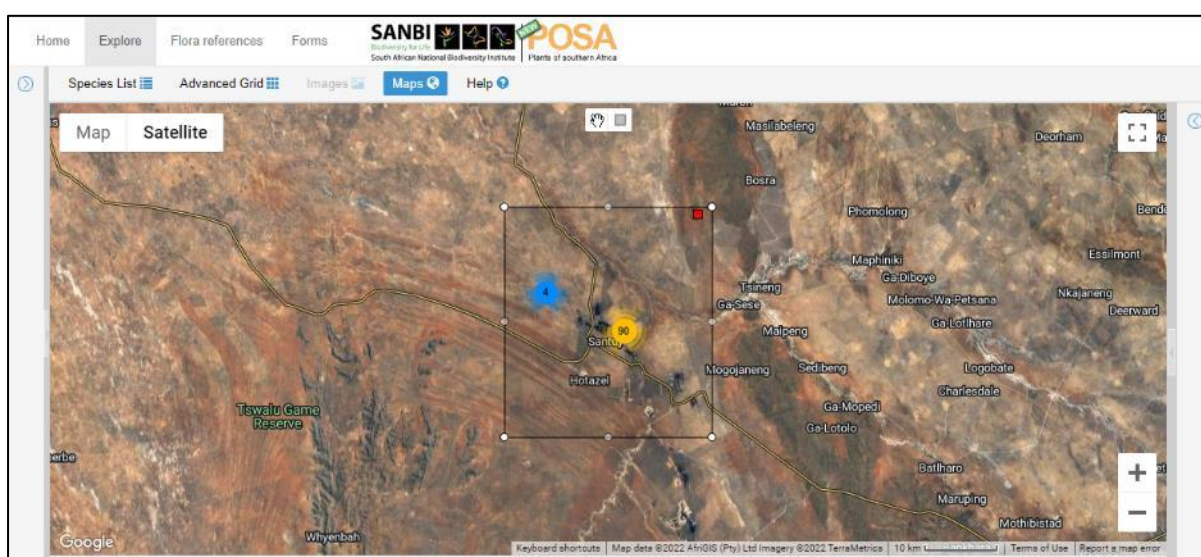 Home Explore Flora references Forms
SANBI
Biodiversity for Life
South African National Biodiversity Institute
NEW
POSA
Plants of southern Africa
Species List Advanced Grid Images Maps Help
Map Satellite
Masilabeleng
Deorham
Bosra
Phomolong
Essilmont
Maphiniki
Ga-Diboye
Tsineng
Nkajaneng
4
Molomo-Wa-Petsana
Ga-Sese
Deerward
Ga-Lotlhare
90
Maipeng
Mogojaneng
Sedibeng
Logobate
Hotazel
Charlesdale
Tswalu Game
Reserve
Ga-Mopedi
Ga-Lotolo
Batlharo
Maruping
Mothibistad
Whyenbah
Google
Keyboard shortcuts Map data ©2022 AfriGIS (Pty) Ltd Imagery ©2022 TerraMetrics 10 km Terms of Use Report a map error